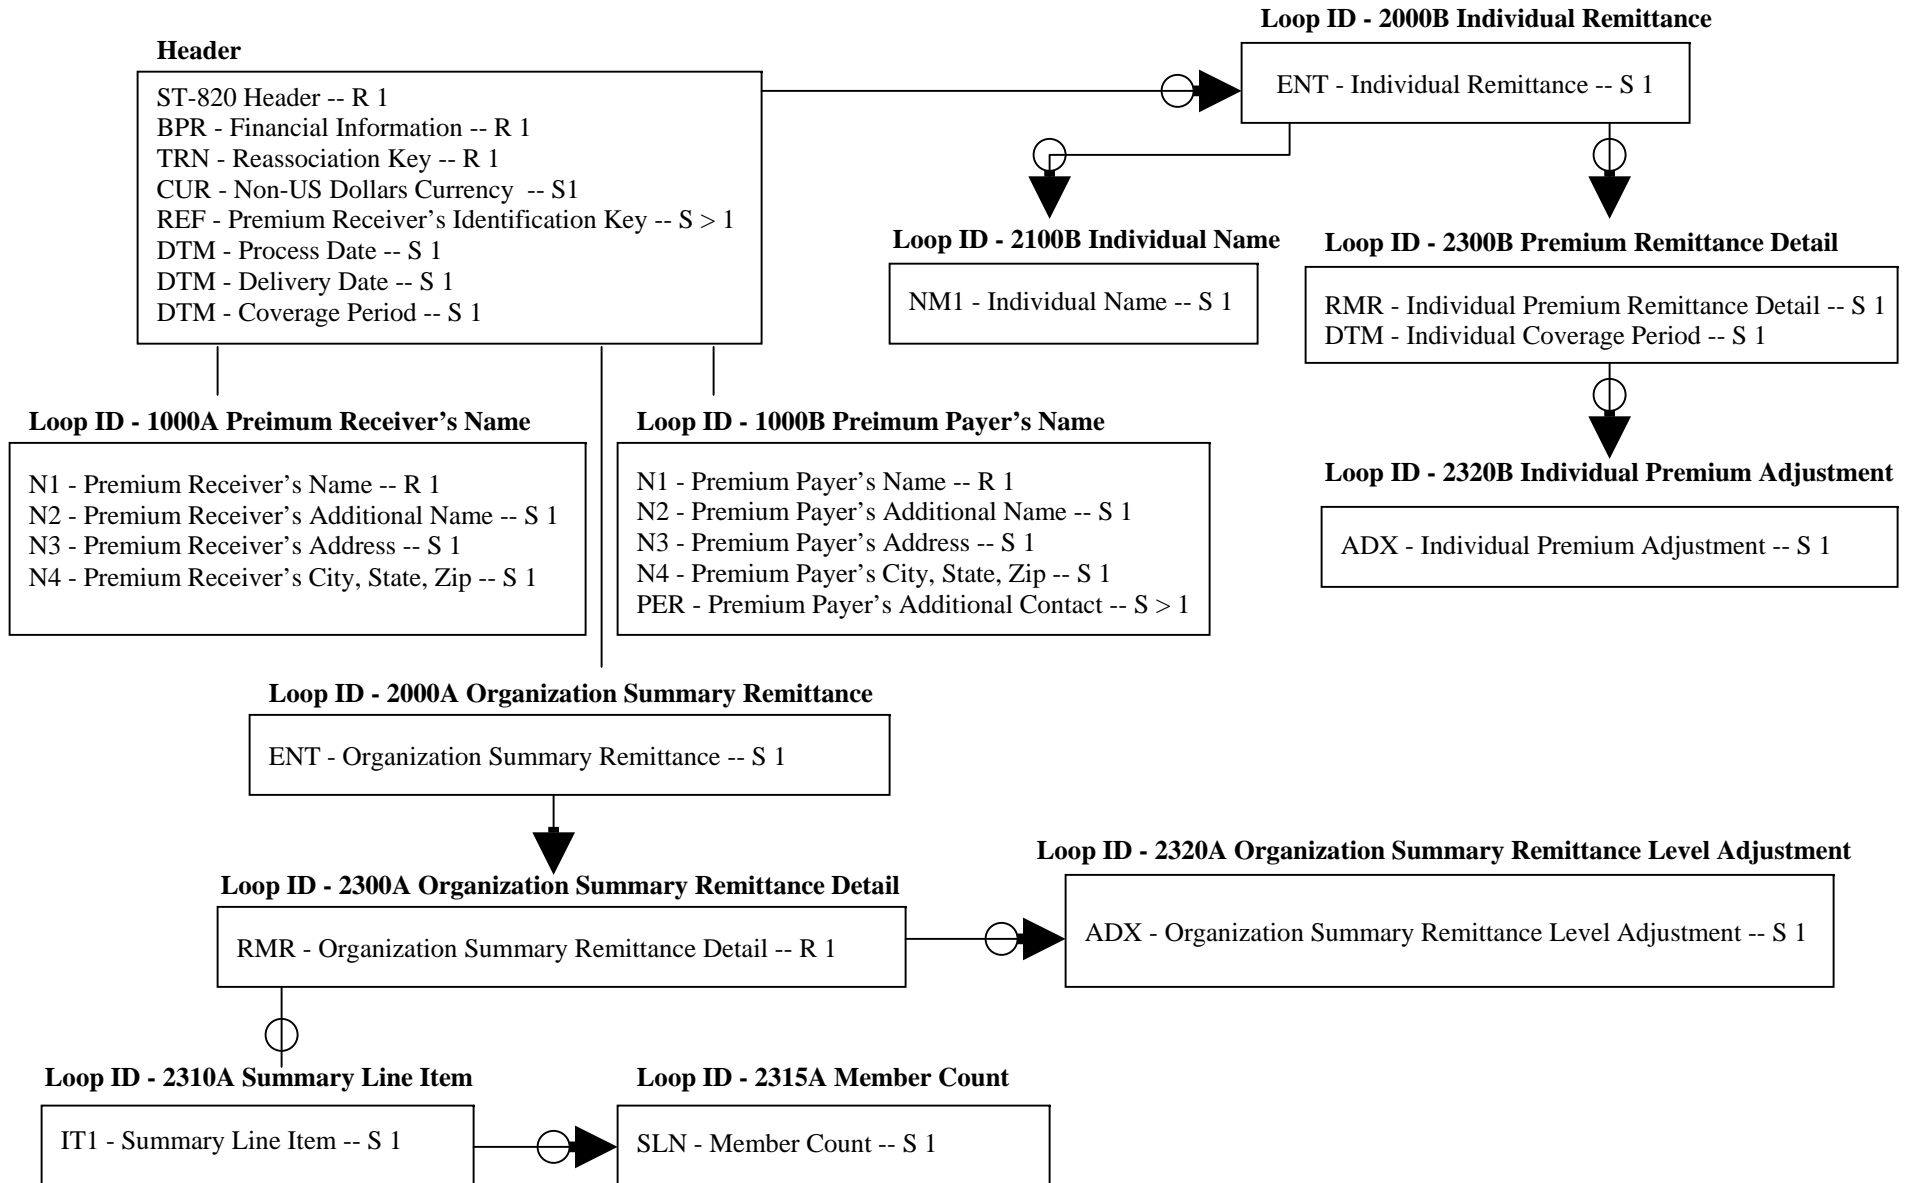 Loop ID - 2000B Individual Remittance
ENT - Individual Remittance -- S 1
Header
ST-820 Header -- R 1
BPR - Financial Information -- R 1
TRN - Reassociation Key -- R 1
CUR - Non-US Dollars Currency  -- S1
REF - Premium Receiver’s Identification Key -- S > 1
DTM - Process Date -- S 1
DTM - Delivery Date -- S 1
DTM - Coverage Period -- S 1
Loop ID - 2100B Individual Name
NM1 - Individual Name -- S 1
Loop ID - 2300B Premium Remittance Detail
RMR - Individual Premium Remittance Detail -- S 1
DTM - Individual Coverage Period -- S 1
Loop ID - 1000A Preimum Receiver’s Name
N1 - Premium Receiver’s Name -- R 1
N2 - Premium Receiver’s Additional Name -- S 1
N3 - Premium Receiver’s Address -- S 1
N4 - Premium Receiver’s City, State, Zip -- S 1
Loop ID - 1000B Preimum Payer’s Name
N1 - Premium Payer’s Name -- R 1
N2 - Premium Payer’s Additional Name -- S 1
N3 - Premium Payer’s Address -- S 1
N4 - Premium Payer’s City, State, Zip -- S 1
PER - Premium Payer’s Additional Contact -- S > 1
Loop ID - 2320B Individual Premium Adjustment
ADX - Individual Premium Adjustment -- S 1
Loop ID - 2000A Organization Summary Remittance
ENT - Organization Summary Remittance -- S 1
Loop ID - 2300A Organization Summary Remittance Detail
RMR - Organization Summary Remittance Detail -- R 1
Loop ID - 2320A Organization Summary Remittance Level Adjustment
ADX - Organization Summary Remittance Level Adjustment -- S 1
Loop ID - 2310A Summary Line Item
IT1 - Summary Line Item -- S 1
Loop ID - 2315A Member Count
SLN - Member Count -- S 1